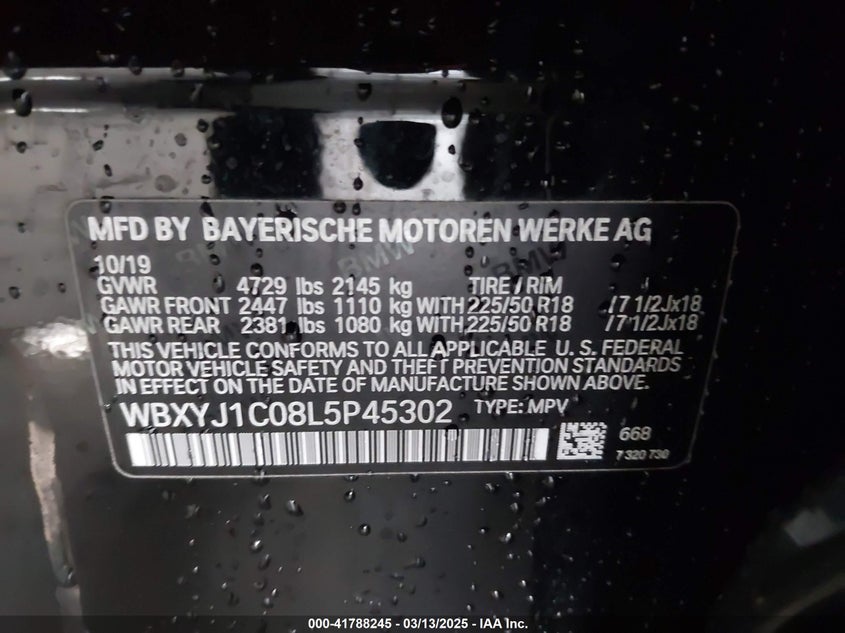 MFD BY BAYERISCHE MOTOREN WERKE AG
10/19
GVWR 4729 lbs 2145 kg TIRE / RIM
GAWR FRONT 2447 lbs 1110 kg WITH 225/50 R18 /7 1/2Jx18
GAWR REAR 2381 lbs 1080 kg WITH 225/50 R18 /7 1/2Jx18
THIS VEHICLE CONFORMS TO ALL APPLICABLE U. S. FEDERAL
MOTOR VEHICLE SAFETY AND THEFT PREVENTION STANDARDS
IN EFFECT ON THE DATE OF MANUFACTURE SHOWN ABOVE.
WBXYJ1C08L5P45302 TYPE: MPV
668
7 320 730
000-41788245 - 03/13/2025 - IAA Inc.